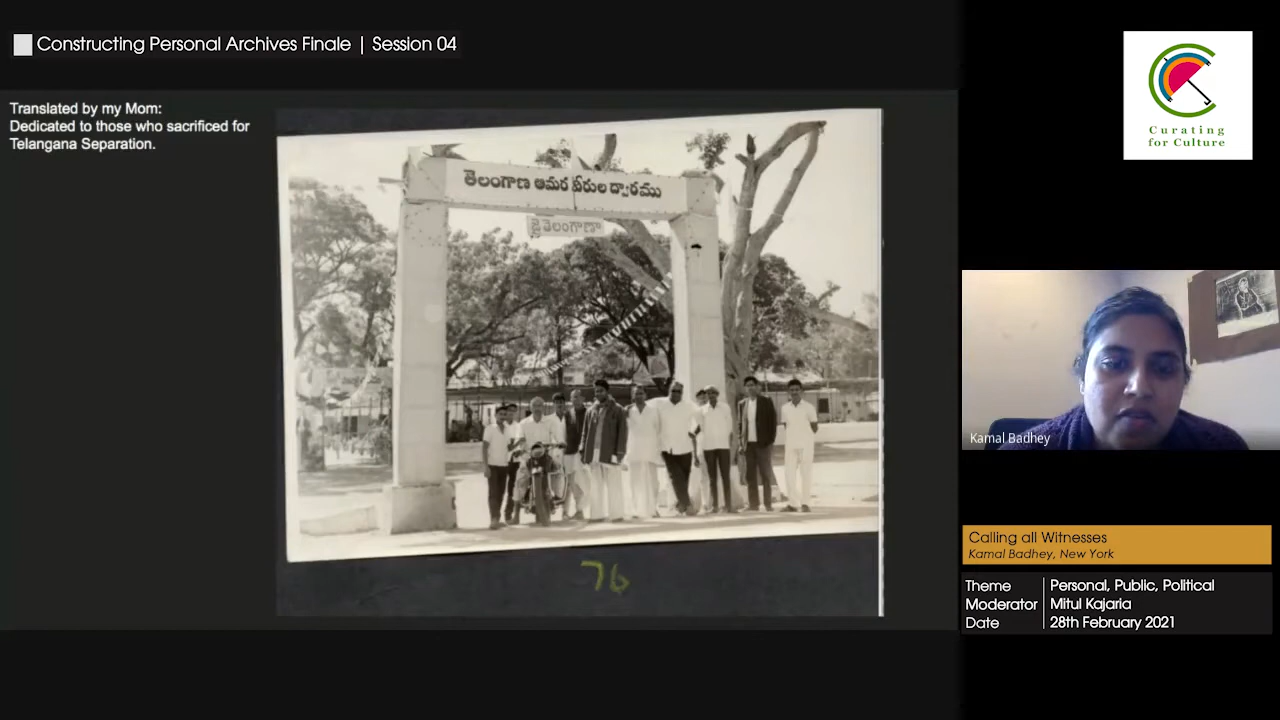 Constructing Personal Archives Finale | Session 04
Translated by my Mom:
Dedicated to those who sacrificed for
Telangana Separation.
తెలంగాణ అమర వీరుల ద్వారము
జైతెలంగాణా
76
Curating
for Culture
Kamal Badhey
Calling all Witnesses
Kamal Badhey, New York
Theme
Personal, Public, Political
Moderator
Mitul Kajaria
Date
28th February 2021